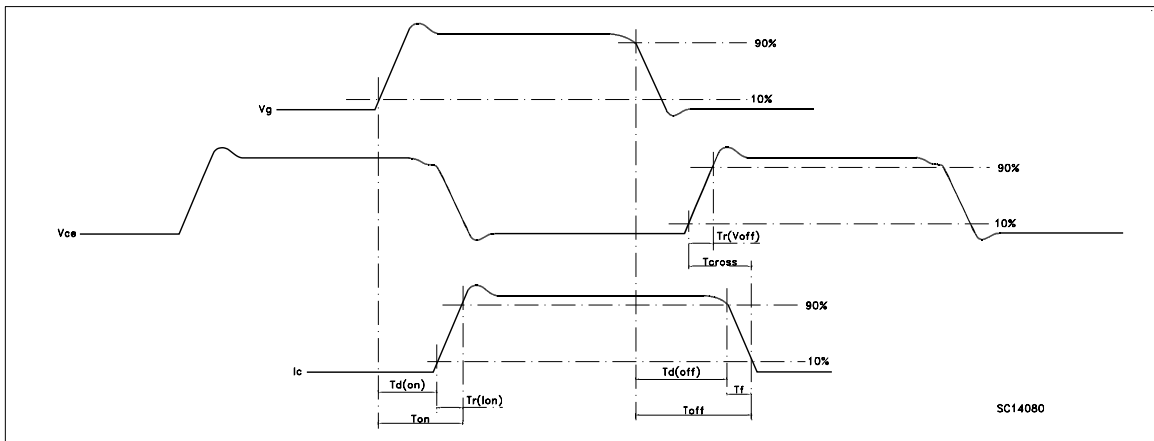 90%
10%
Vg
90%
10%
Vce
Tr(Voff)
Tcross
90%
10%
Ic
Td(on)
Td(off)
Tr(Ion)
Tf
Ton
Toff
SC14080